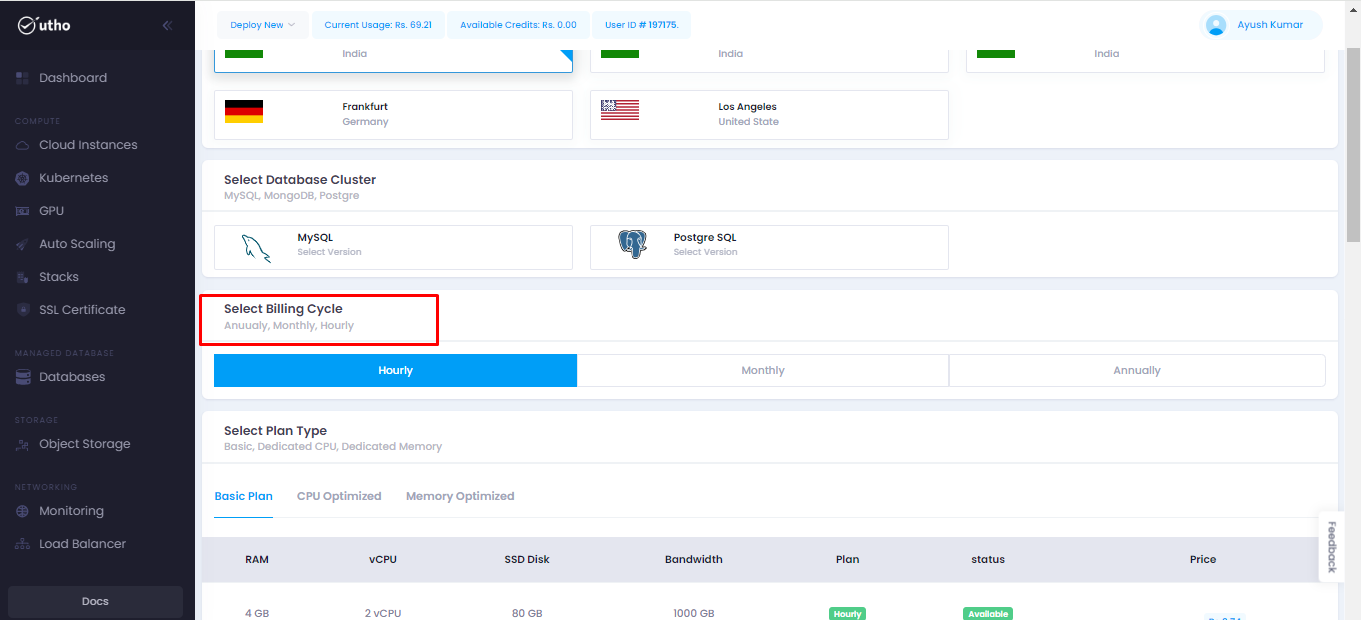 utho
Deploy New
Current Usage: Rs. 69.21
Available Credits: Rs. 0.00
User ID # 197175.
Ayush Kumar
Dashboard
COMPUTE
Cloud Instances
Kubernetes
GPU
Auto Scaling
Stacks
SSL Certificate
MANAGED DATABASE
Databases
STORAGE
Object Storage
NETWORKING
Monitoring
Load Balancer
Docs
India
India
India
Frankfurt
Germany
Los Angeles
United State
Select Database Cluster
MySQL, MongoDB, Postgre
MySQL
Select Version
Postgre SQL
Select Version
Select Billing Cycle
Anuualy, Monthly, Hourly
Hourly
Monthly
Annually
Select Plan Type
Basic, Dedicated CPU, Dedicated Memory
Basic Plan
CPU Optimized
Memory Optimized
RAM
vCPU
SSD Disk
Bandwidth
Plan
status
Price
4 GB
2 vCPU
80 GB
1000 GB
Hourly
Available
Feedback